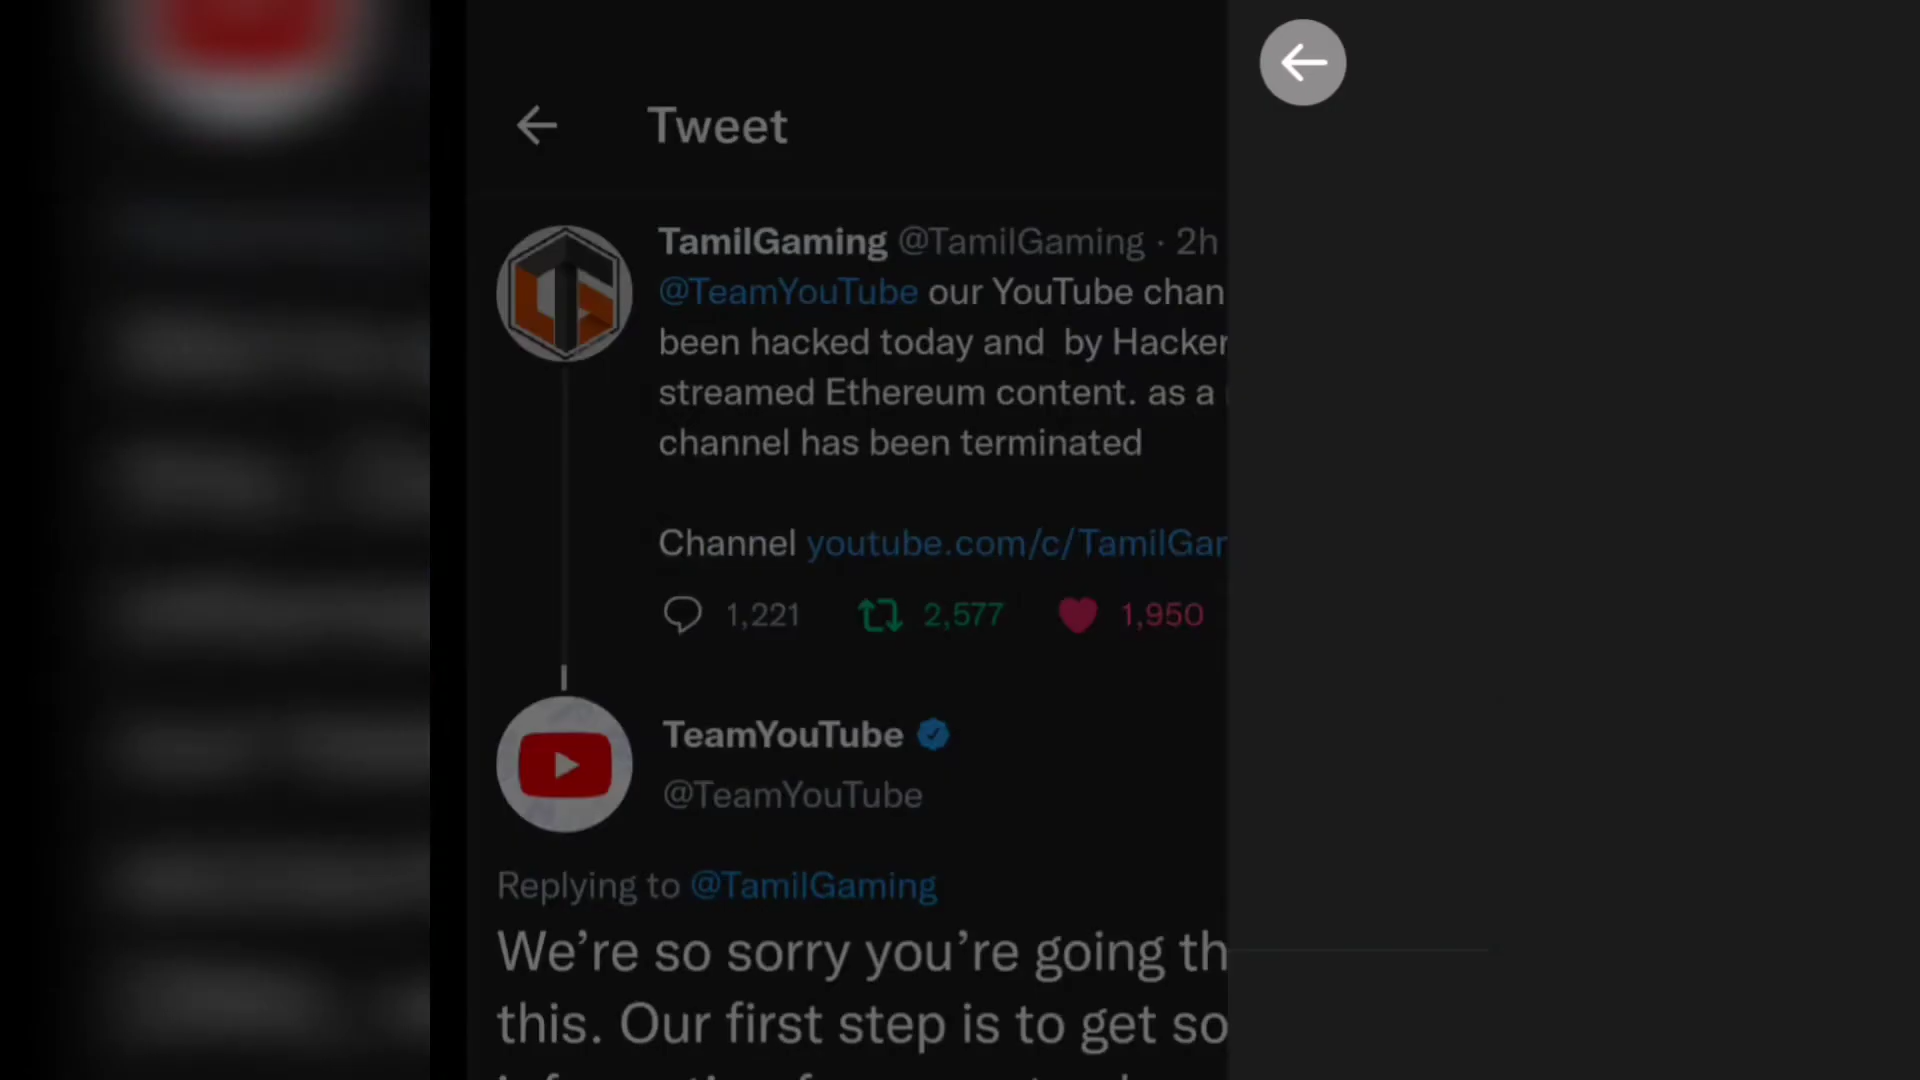 Tweet
TamilGaming @TamilGaming · 2h
@TeamYouTube our YouTube chan
been hacked today and by Hacker
streamed Ethereum content. as a
channel has been terminated
Channel youtube.com/c/TamilGar
1,221 2,577 1,950
TeamYouTube
@TeamYouTube
Replying to @TamilGaming
We’re so sorry you’re going th
this. Our first step is to get so